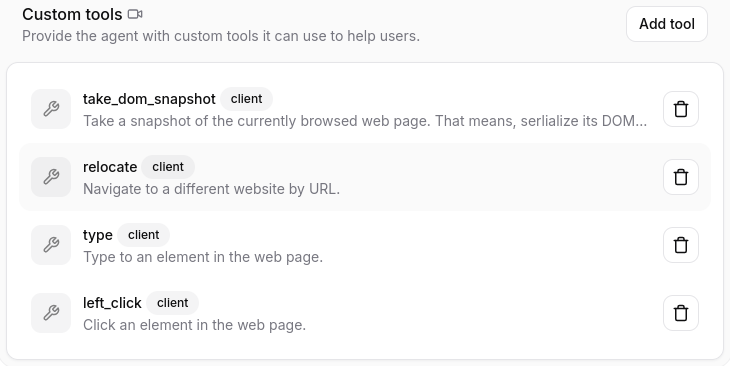 Custom tools
Provide the agent with custom tools it can use to help users.
Add tool
take_dom_snapshot client
Take a snapshot of the currently browsed web page. That means, serlialize its DOM...
relocate client
Navigate to a different website by URL.
type client
Type to an element in the web page.
left_click client
Click an element in the web page.